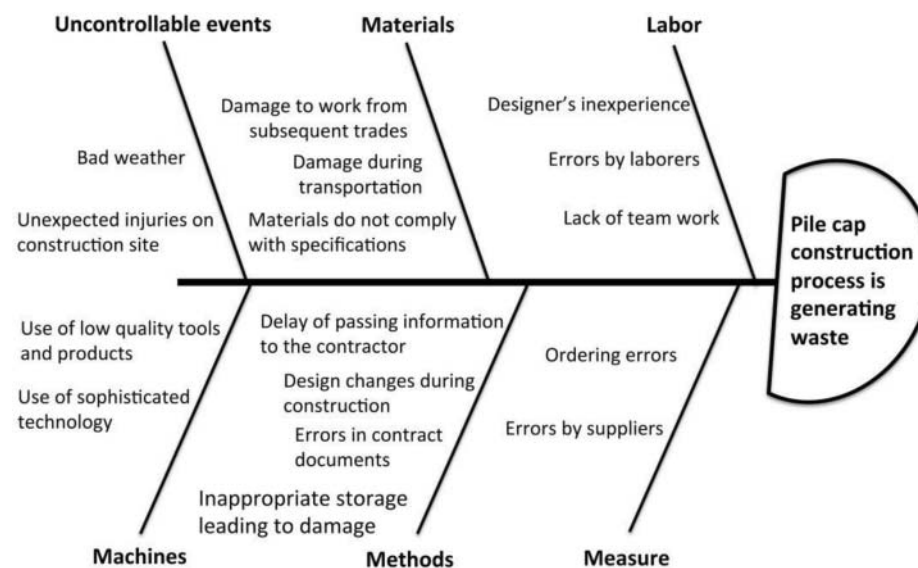 Uncontrollable events
Materials
Labor
Damage to work from
subsequent trades
Designer's inexperience
Bad weather
Damage during
transportation
Errors by laborers
Unexpected injuries on
construction site
Materials do not comply
with specifications
Lack of team work
Pile cap
construction
process is
generating
waste
Use of low quality tools
and products
Delay of passing information
to the contractor
Ordering errors
Use of sophisticated
technology
Design changes during
construction
Errors in contract
documents
Errors by suppliers
Inappropriate storage
leading to damage
Machines
Methods
Measure